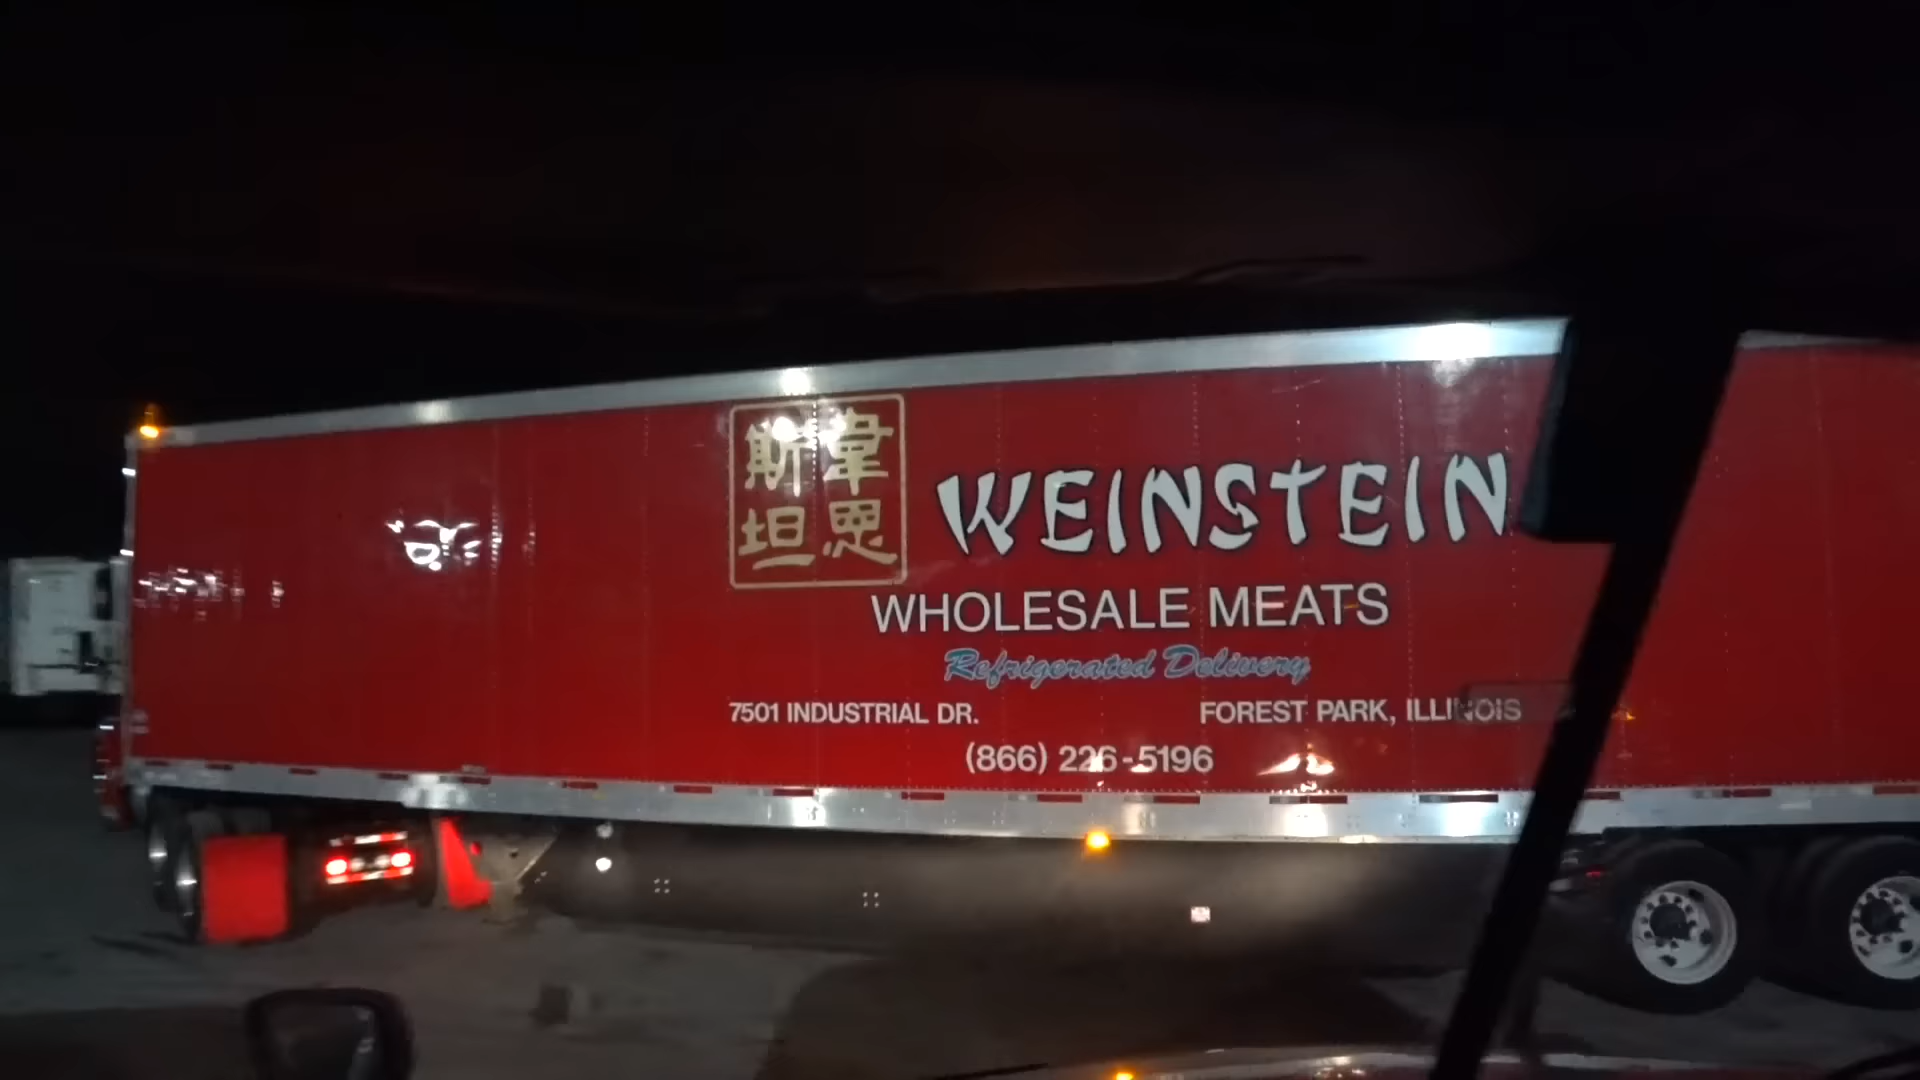 韋恩
斯坦
WEINSTEIN
WHOLESALE MEATS
Refrigerated Delivery
7501 INDUSTRIAL DR. FOREST PARK, ILLINOIS
(866) 226-5196